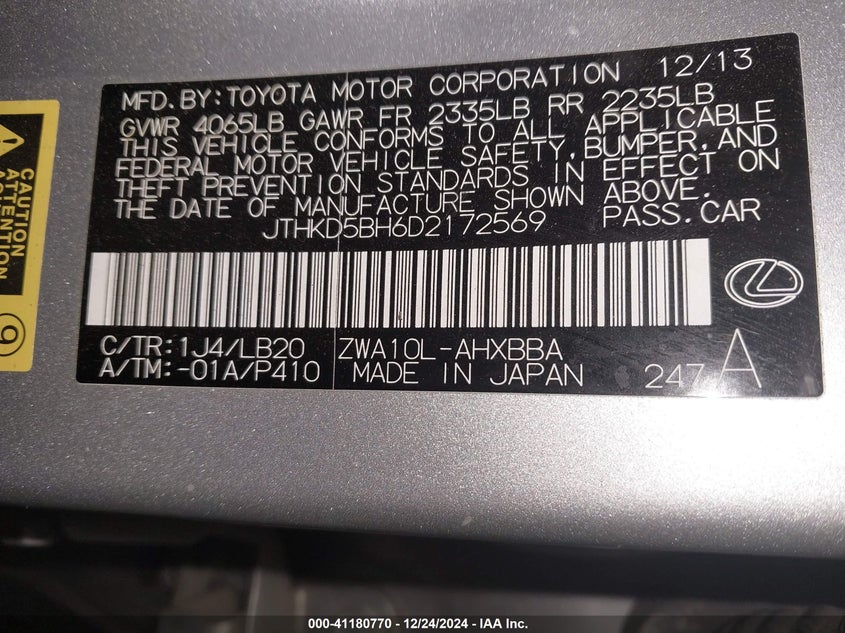 MFD. BY: TOYOTA MOTOR CORPORATION 12/13
GVWR 4065LB GAWR FR 2335LB RR 2235LB
THIS VEHICLE CONFORMS TO ALL APPLICABLE
FEDERAL MOTOR VEHICLE SAFETY, BUMPER, AND
THEFT PREVENTION STANDARDS IN EFFECT ON
THE DATE OF MANUFACTURE SHOWN ABOVE.
JTHKD5BH6D2172569 PASS. CAR
C/TR: 1J4/LB20 ZWA10L-AHXBBA
A/TM: -01A/P410 MADE IN JAPAN 247 A
CAUTION
ATTENTION
9
000-41180770 - 12/24/2024 - IAA Inc.